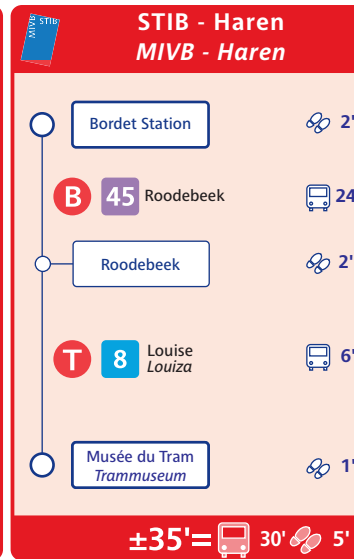 MIVB STIB
STIB - Haren
MIVB - Haren
Bordet Station 2'
B 45 Roodebeek 24
Roodebeek 2'
T 8 Louise 6'
Louiza
Musée du Tram 1'
Trammuseum
±35'= 30' 5'